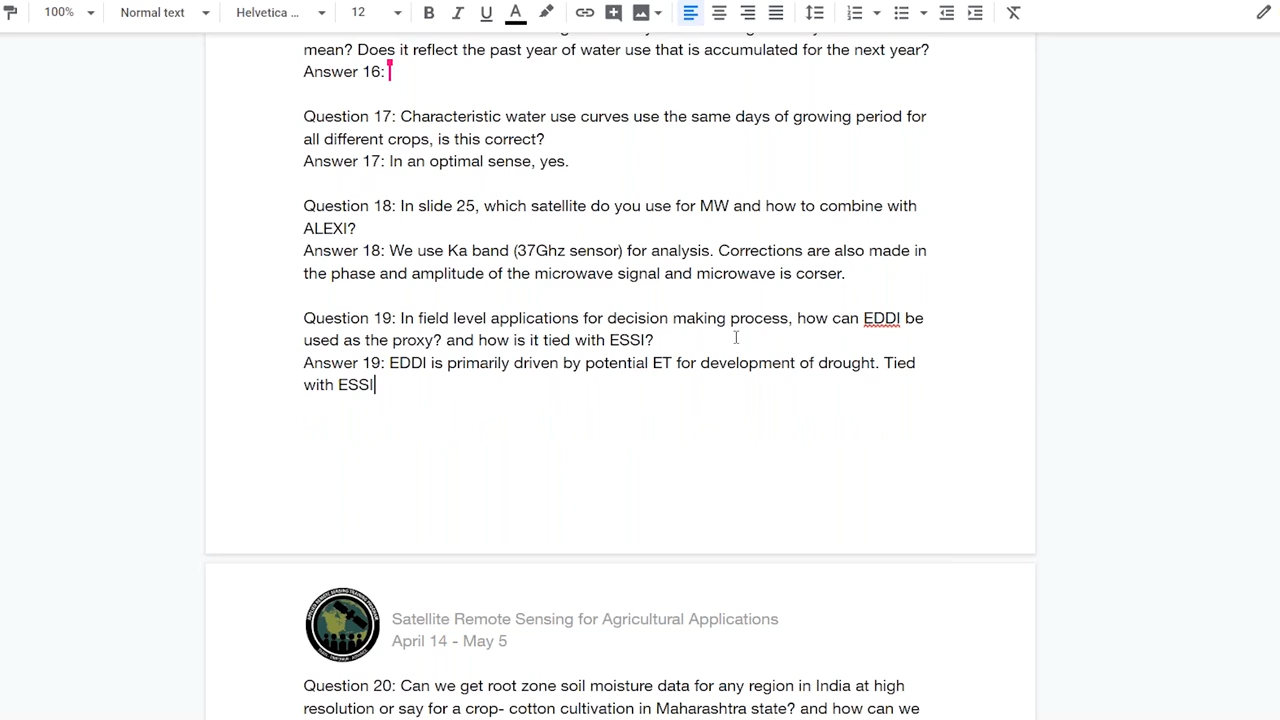 100%
Normal text
Helvetica ...
12
B I U A
mean? Does it reflect the past year of water use that is accumulated for the next year?
Answer 16:
Question 17: Characteristic water use curves use the same days of growing period for
all different crops, is this correct?
Answer 17: In an optimal sense, yes.
Question 18: In slide 25, which satellite do you use for MW and how to combine with
ALEXI?
Answer 18: We use Ka band (37Ghz sensor) for analysis. Corrections are also made in
the phase and amplitude of the microwave signal and microwave is corser.
Question 19: In field level applications for decision making process, how can EDDI be
used as the proxy? and how is it tied with ESSI?
Answer 19: EDDI is primarily driven by potential ET for development of drought. Tied
with ESSI
Satellite Remote Sensing for Agricultural Applications
April 14 - May 5
Question 20: Can we get root zone soil moisture data for any region in India at high
resolution or say for a crop- cotton cultivation in Maharashtra state? and how can we